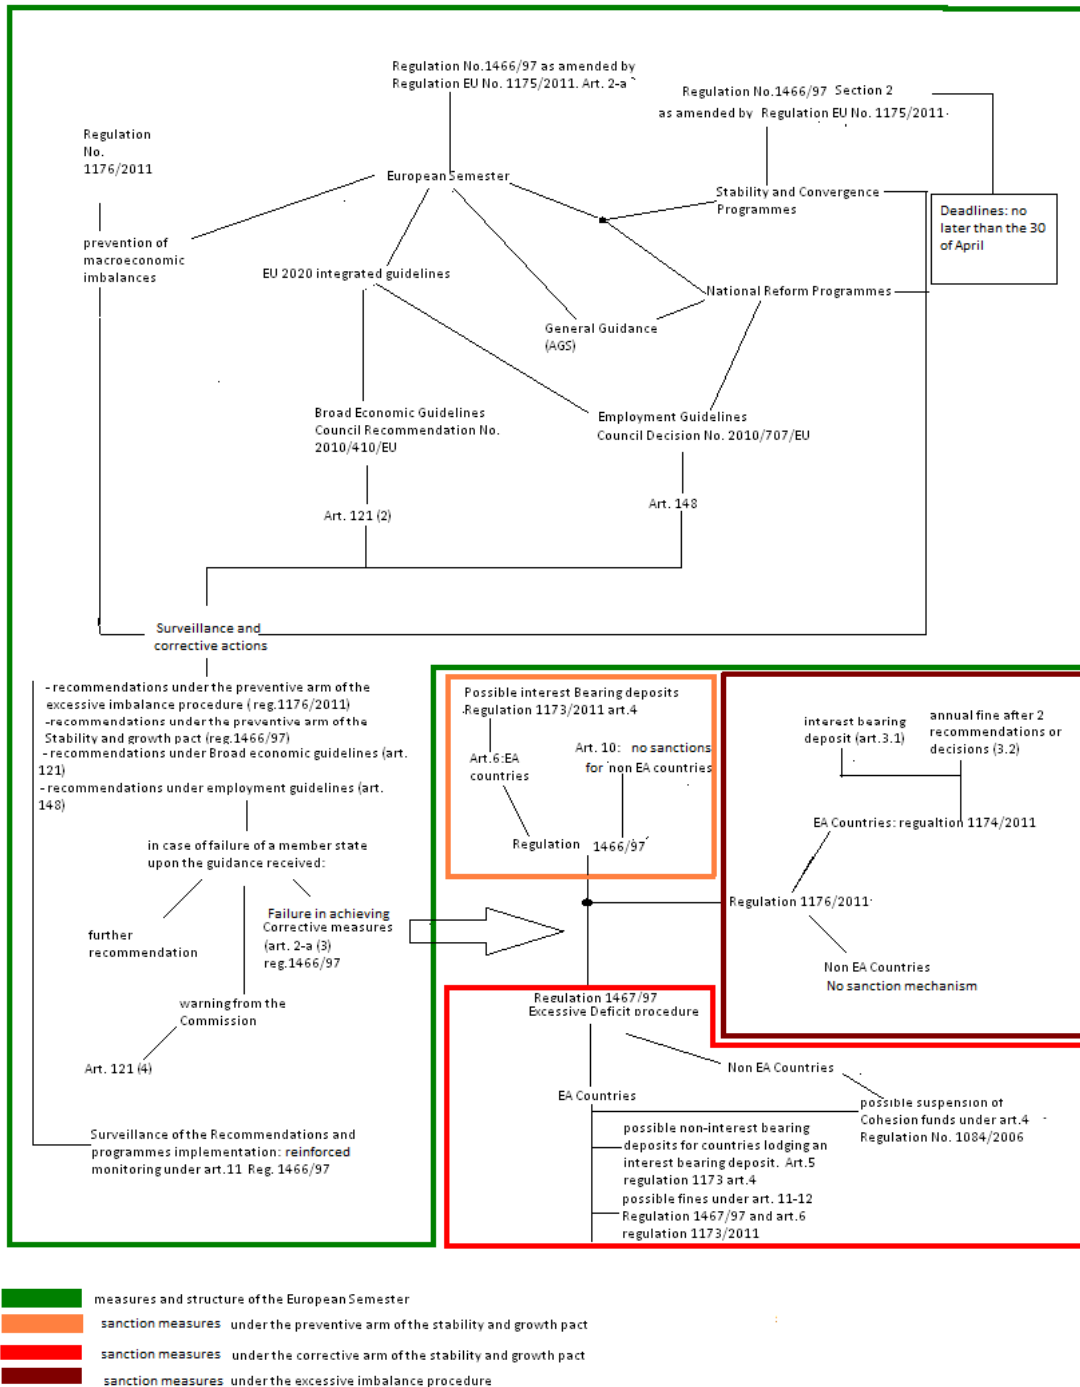 Regulation No.1466/97 as amended by
Regulation EU No. 1175/2011. Art. 2-a
Regulation No.1466/97 Section 2
as amended by Regulation EU No. 1175/2011
Regulation
No.
1176/2011
European Semester
Stability and Convergence
Programmes
Deadlines: no
later than the 30
of April
prevention of
macroeconomic
imbalances
EU 2020 integrated guidelines
National Reform Programmes
General Guidance
(AGS)
Broad Economic Guidelines
Council Recommendation No.
2010/410/EU
Employment Guidelines
Council Decision No. 2010/707/EU
Art. 121 (2)
Art. 148
Surveillance and
corrective actions
- recommendations under the preventive arm of the
excessive imbalance procedure (reg.1176/2011)
-recommendations under the preventive arm of the
Stability and growth pact (reg.1466/97)
- recommendations under Broad economic guidelines (art.
121)
- recommendations under employment guidelines (art.
148)
in case of failure of a member state
upon the guidance received:
further
recommendation
Failure in achieving
Corrective measures
(art. 2-a (3)
reg.1466/97
warning from the
Commission
Art. 121 (4)
Surveillance of the Recommendations and
programmes implementation: reinforced
monitoring under art.11 Reg. 1466/97
Possible interest Bearing deposits
Regulation 1173/2011 art.4
Art.6:EA
countries
Art. 10: no sanctions
for non EA countries
Regulation 1466/97
interest bearing
deposit (art.3.1)
annual fine after 2
recommendations or
decisions (3.2)
EA Countries: regualtion 1174/2011
Regulation 1176/2011
Non EA Countries
No sanction mechanism
Regulation 1467/97
Excessive Deficit procedure
Non EA Countries
EA Countries
possible suspension of
Cohesion funds under art.4
Regulation No. 1084/2006
possible non-interest bearing
deposits for countries lodging an
interest bearing deposit. Art.5
regulation 1173 art.4
possible fines under art. 11-12
Regulation 1467/97 and art.6
regulation 1173/2011
measures and structure of the European Semester
sanction measures under the preventive arm of the stability and growth pact
sanction measures under the corrective arm of the stability and growth pact
sanction measures under the excessive imbalance procedure